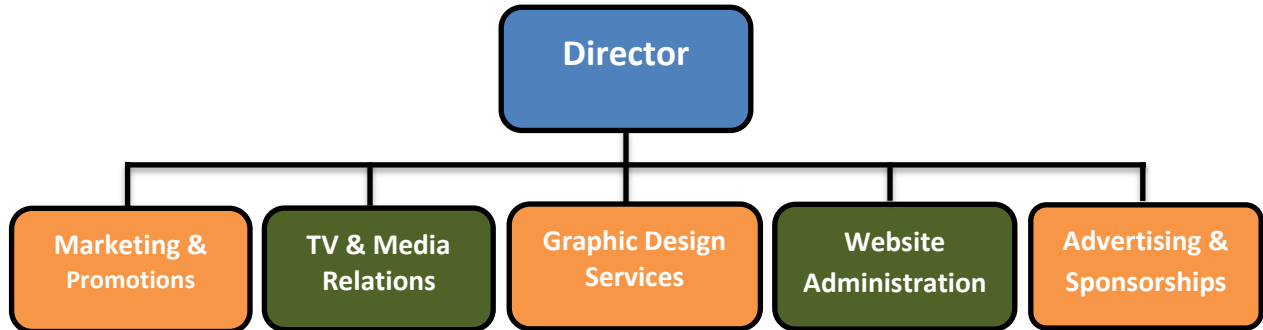 Director
Marketing &
Promotions
TV & Media
Relations
Graphic Design
Services
Website
Administration
Advertising &
Sponsorships